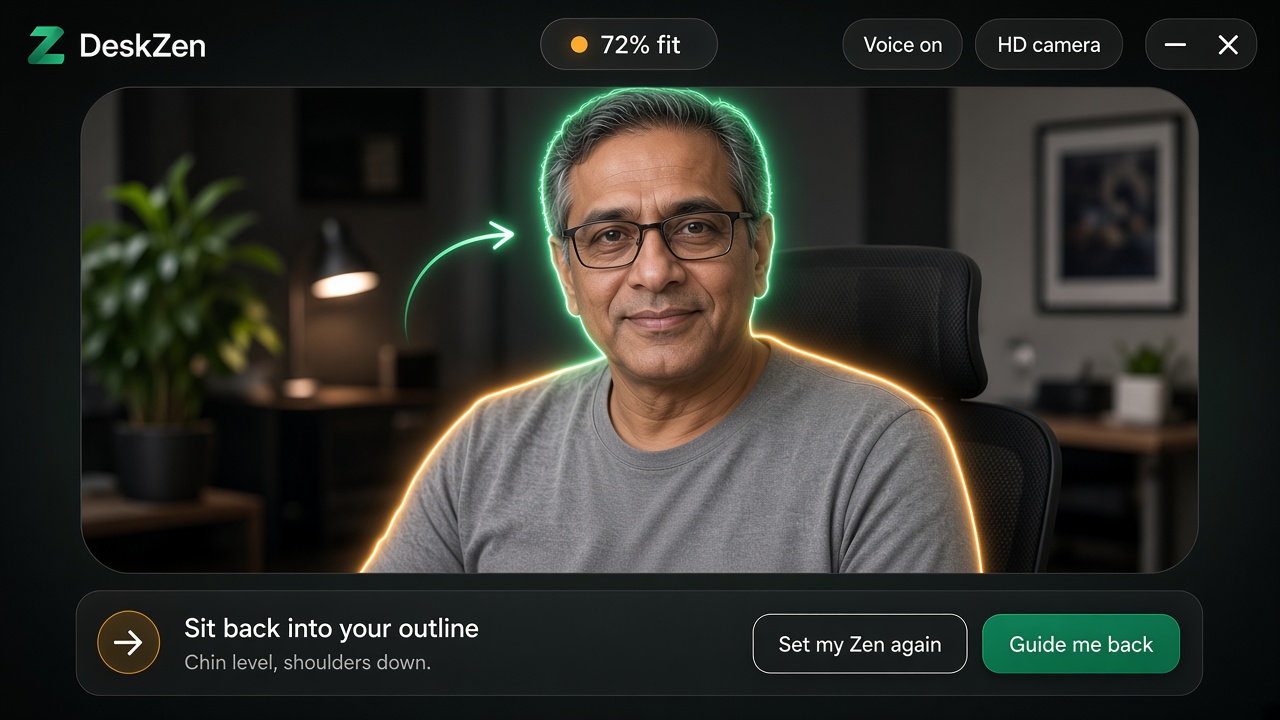 DeskZen
72% fit
Voice on
HD camera
Sit back into your outline
Chin level, shoulders down.
Set my Zen again
Guide me back